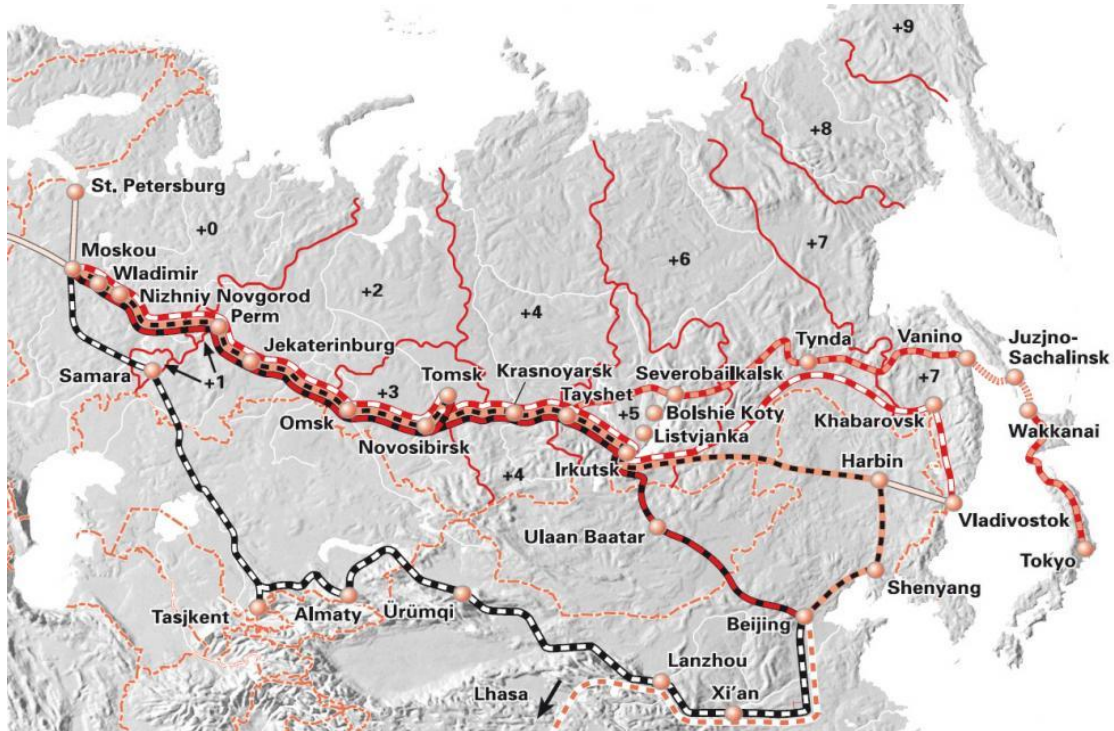 +9
+8
St. Petersburg
+0
+7
Moskou
Wladimir
+6
Nizhniy Novgorod
+2
Perm
+4
Tynda
Vanino
Juzjno-
Sachalinsk
Jekaterinburg
Samara
+1
+3
Tomsk
Krasnoyarsk
Tayshet
Severobailkalsk
+7
Omsk
+5
Bolshie Koty
Khabarovsk
Wakkanai
Novosibirsk
Listvjanka
+4
Irkutsk
Harbin
Vladivostok
Ulaan Baatar
Tokyo
Shenyang
Tasjkent
Almaty
Ürümqi
Beijing
Lanzhou
Lhasa
Xi'an